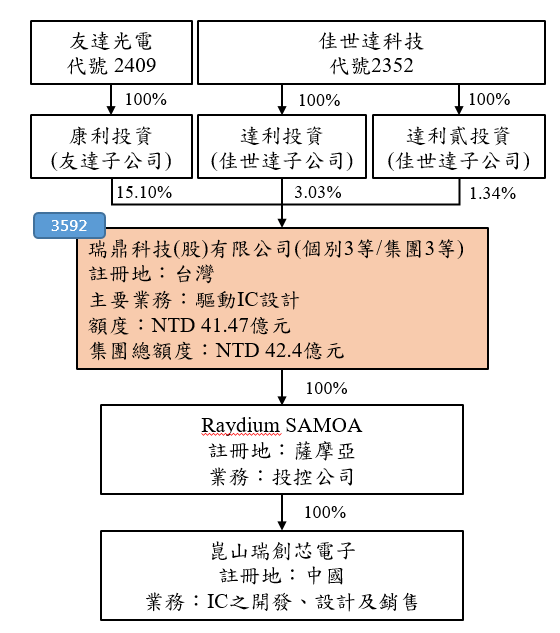 友達光電
代號 2409
佳世達科技
代號2352
100%
100%
100%
康利投資
(友達子公司)
達利投資
(佳世達子公司)
達利貳投資
(佳世達子公司)
15.10%
3.03%
1.34%
3592
瑞鼎科技(股)有限公司(個別3等/集團3等)
註冊地：台灣
主要業務：驅動IC設計
額度：NTD 41.47億元
集團總額度：NTD 42.4億元
100%
Raydium SAMOA
註冊地：薩摩亞
業務：投控公司
100%
崑山瑞創芯電子
註冊地：中國
業務：IC之開發、設計及銷售